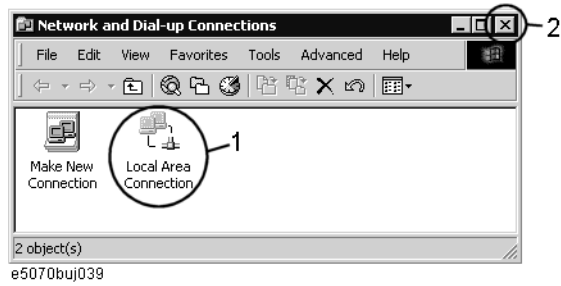 Network and Dial-up Connections
2
File Edit View Favorites Tools Advanced Help
1
Make New
Connection
Local Area
Connection
2 object(s)
e5070buj039